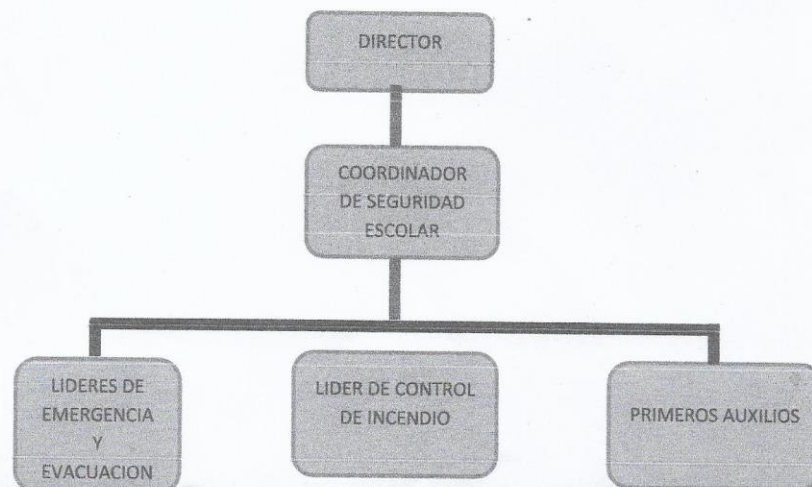 DIRECTOR
COORDINADOR
DE SEGURIDAD
ESCOLAR
LIDERES DE
EMERGENCIA
Y
EVACUACION
LIDER DE CONTROL
DE INCENDIO
PRIMEROS AUXILIOS